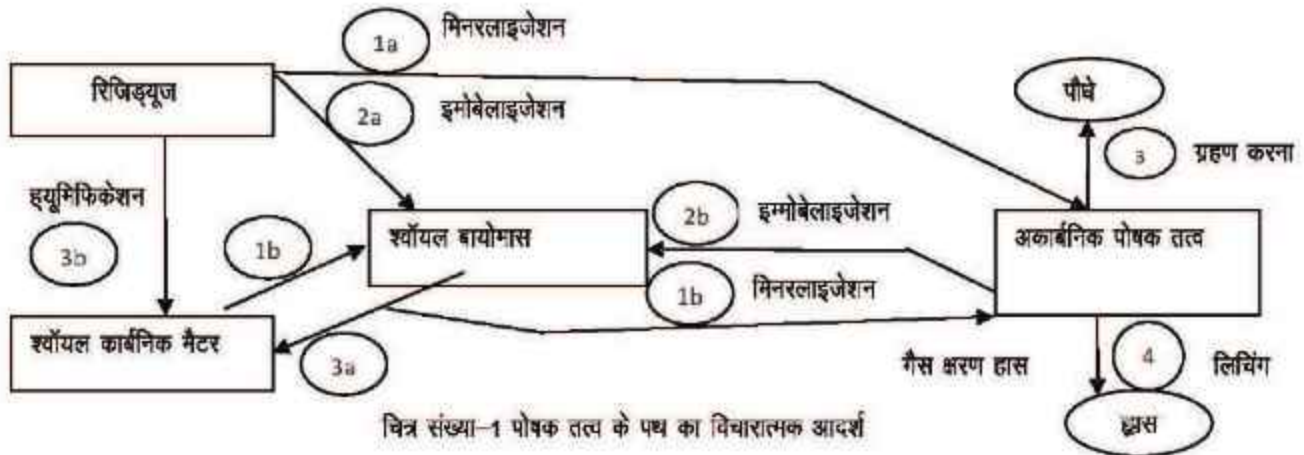 1a
मिनरलाइजेशन
रिजिड्यूज
2a
इमोबेलाइजेशन
पौघे
3 ग्रहण करना
ह्यूमिफिकेशन
3b
1b
श्वॉयल बायोमास
2b
इम्मोबेलाइजेशन
अकार्बनिक पोषक तत्व
1b
मिनरलाइजेशन
श्वॉयल कार्बनिक मैटर
3a
गैस क्षरण हास
4
लिचिंग
ह्रास
चित्र संख्या–1 पोषक तत्व के पथ का विचारात्मक आदर्श